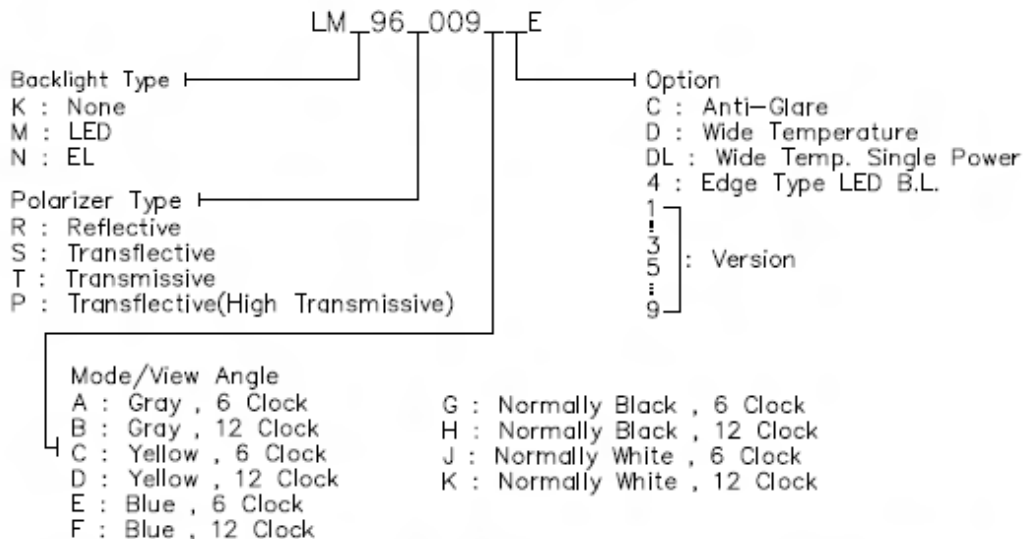 LM_96_009__E
Backlight Type
K : None
M : LED
N : EL
Polarizer Type
R : Reflective
S : Transflective
T : Transmissive
P : Transflective(High Transmissive)
Option
C : Anti-Glare
D : Wide Temperature
DL : Wide Temp. Single Power
4 : Edge Type LED B.L.
1
3
5
9
: Version
Mode/View Angle
A : Gray , 6 Clock
B : Gray , 12 Clock
C : Yellow , 6 Clock
D : Yellow , 12 Clock
E : Blue , 6 Clock
F : Blue , 12 Clock
G : Normally Black , 6 Clock
H : Normally Black , 12 Clock
J : Normally White , 6 Clock
K : Normally White , 12 Clock